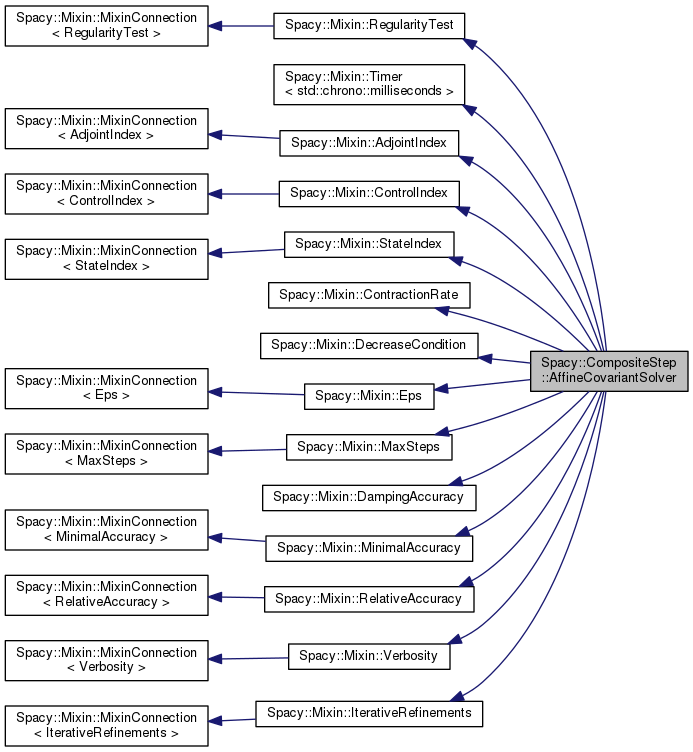 Spacy::Mixin::MixinConnection
< RegularityTest >
Spacy::Mixin::RegularityTest
Spacy::Mixin::Timer
< std::chrono::milliseconds >
Spacy::Mixin::MixinConnection
< AdjointIndex >
Spacy::Mixin::AdjointIndex
Spacy::Mixin::MixinConnection
< ControlIndex >
Spacy::Mixin::ControlIndex
Spacy::Mixin::MixinConnection
< StateIndex >
Spacy::Mixin::StateIndex
Spacy::Mixin::ContractionRate
Spacy::Mixin::DecreaseCondition
Spacy::CompositeStep
::AffineCovariantSolver
Spacy::Mixin::MixinConnection
< Eps >
Spacy::Mixin::Eps
Spacy::Mixin::MixinConnection
< MaxSteps >
Spacy::Mixin::MaxSteps
Spacy::Mixin::DampingAccuracy
Spacy::Mixin::MixinConnection
< MinimalAccuracy >
Spacy::Mixin::MinimalAccuracy
Spacy::Mixin::MixinConnection
< RelativeAccuracy >
Spacy::Mixin::RelativeAccuracy
Spacy::Mixin::MixinConnection
< Verbosity >
Spacy::Mixin::Verbosity
Spacy::Mixin::MixinConnection
< IterativeRefinements >
Spacy::Mixin::IterativeRefinements